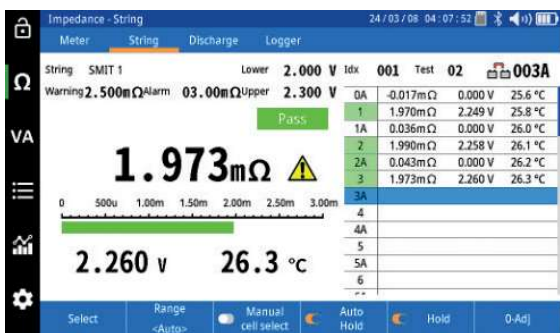 Impedance - String 24/03/08 04:07:52
Meter String Discharge Logger
String SMIT 1 Lower 2.000 V
Warning 2.500mΩ Alarm 03.00mΩ Upper 2.300 V
Pass
1.973mΩ
0 500u 1.00m 1.50m 2.00m 2.50m 3.00m
2.260 V 26.3 °C
Idx 001 Test 02 003A
0A -0.017mΩ 0.000 V 25.6 °C
1 1.970mΩ 2.249 V 25.8 °C
1A 0.036mΩ 0.000 V 26.0 °C
2 1.990mΩ 2.258 V 26.1 °C
2A 0.043mΩ 0.000 V 26.2 °C
3 1.973mΩ 2.260 V 26.3 °C
3A
4
4A
5
5A
6
Ω
VA
Select
Range <Auto>
Manual cell select
Auto Hold
Hold
0-Adj